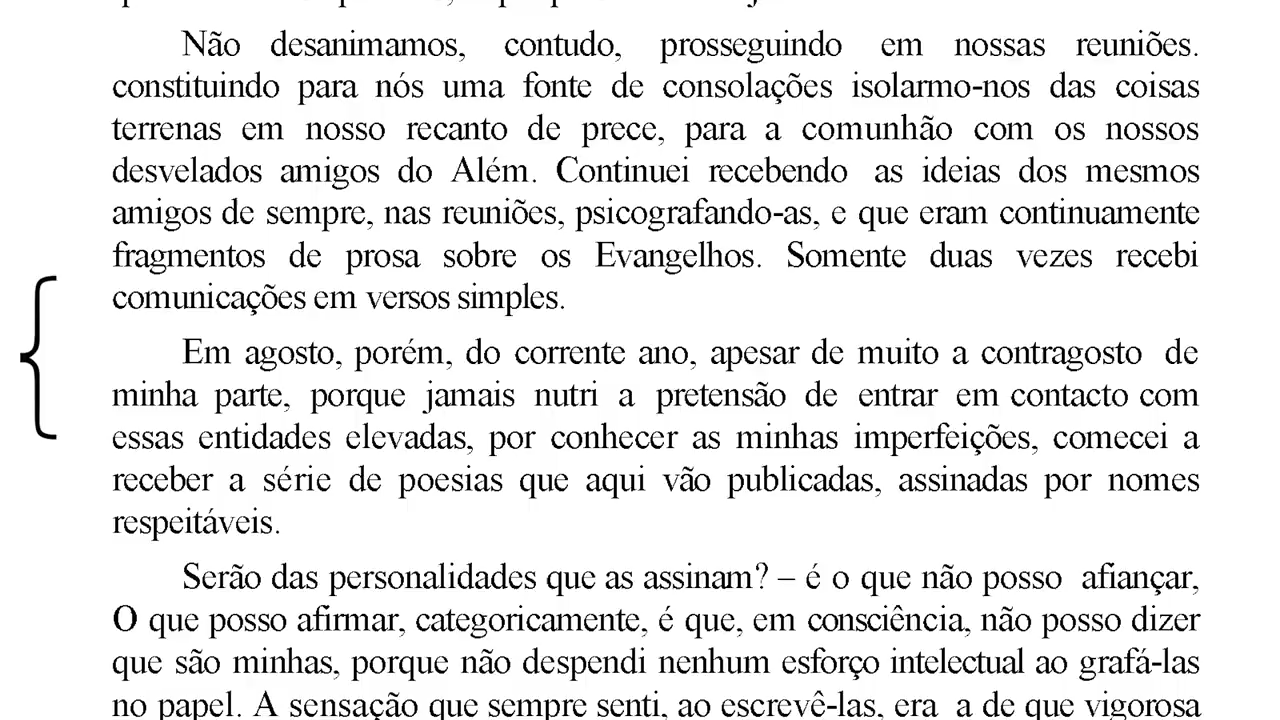 Não desanimamos, contudo, prosseguindo em nossas reuniões.
constituindo para nós uma fonte de consolações isolarmo-nos das coisas
terrenas em nosso recanto de prece, para a comunhão com os nossos
desvelados amigos do Além. Continuei recebendo as ideias dos mesmos
amigos de sempre, nas reuniões, psicografando-as, e que eram continuamente
fragmentos de prosa sobre os Evangelhos. Somente duas vezes recebi
comunicações em versos simples.
Em agosto, porém, do corrente ano, apesar de muito a contragosto de
minha parte, porque jamais nutri a pretensão de entrar em contacto com
essas entidades elevadas, por conhecer as minhas imperfeições, comecei a
receber a série de poesias que aqui vão publicadas, assinadas por nomes
respeitáveis.
Serão das personalidades que as assinam? – é o que não posso afiançar,
O que posso afirmar, categoricamente, é que, em consciência, não posso dizer
que são minhas, porque não despendi nenhum esforço intelectual ao grafá-las
no papel. A sensação que sempre senti, ao escrevê-las, era a de que vigorosa